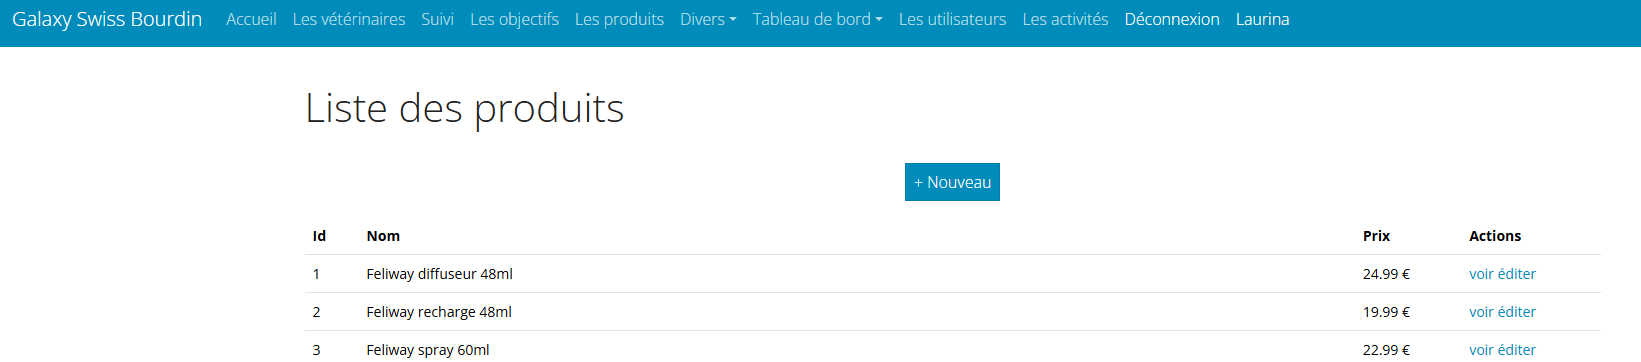 Galaxy Swiss Bourdin Accueil Les vétérinaires Suivi Les objectifs Les produits Divers Tableau de bord Les utilisateurs Les activités Déconnexion Laurina
Liste des produits
+ Nouveau
Id Nom Prix Actions
1 Feliway diffuseur 48ml 24.99 € voir éditer
2 Feliway recharge 48ml 19.99 € voir éditer
3 Feliway spray 60ml 22.99 € voir éditer